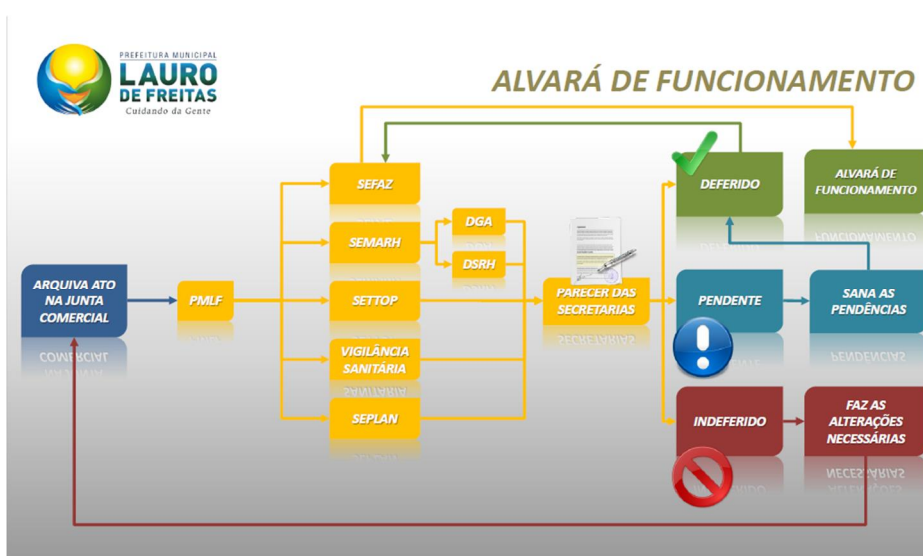 PREFEITURA MUNICIPAL
LAURO
DE FREITAS
Cuidando da Gente
ALVARÁ DE FUNCIONAMENTO
SEFAZ
DEFERIDO
ALVARÁ DE
FUNCIONAMENTO
SEMARH
DGA
DSRH
ARQUIVA ATO
NA JUNTA
COMERCIAL
PMLF
SETTOP
PARECER DAS
SECRETARIAS
PENDENTE
SANA AS
PENDÊNCIAS
VIGILÂNCIA
SANITÁRIA
SEPLAN
INDEFERIDO
FAZ AS
ALTERAÇÕES
NECESSÁRIAS